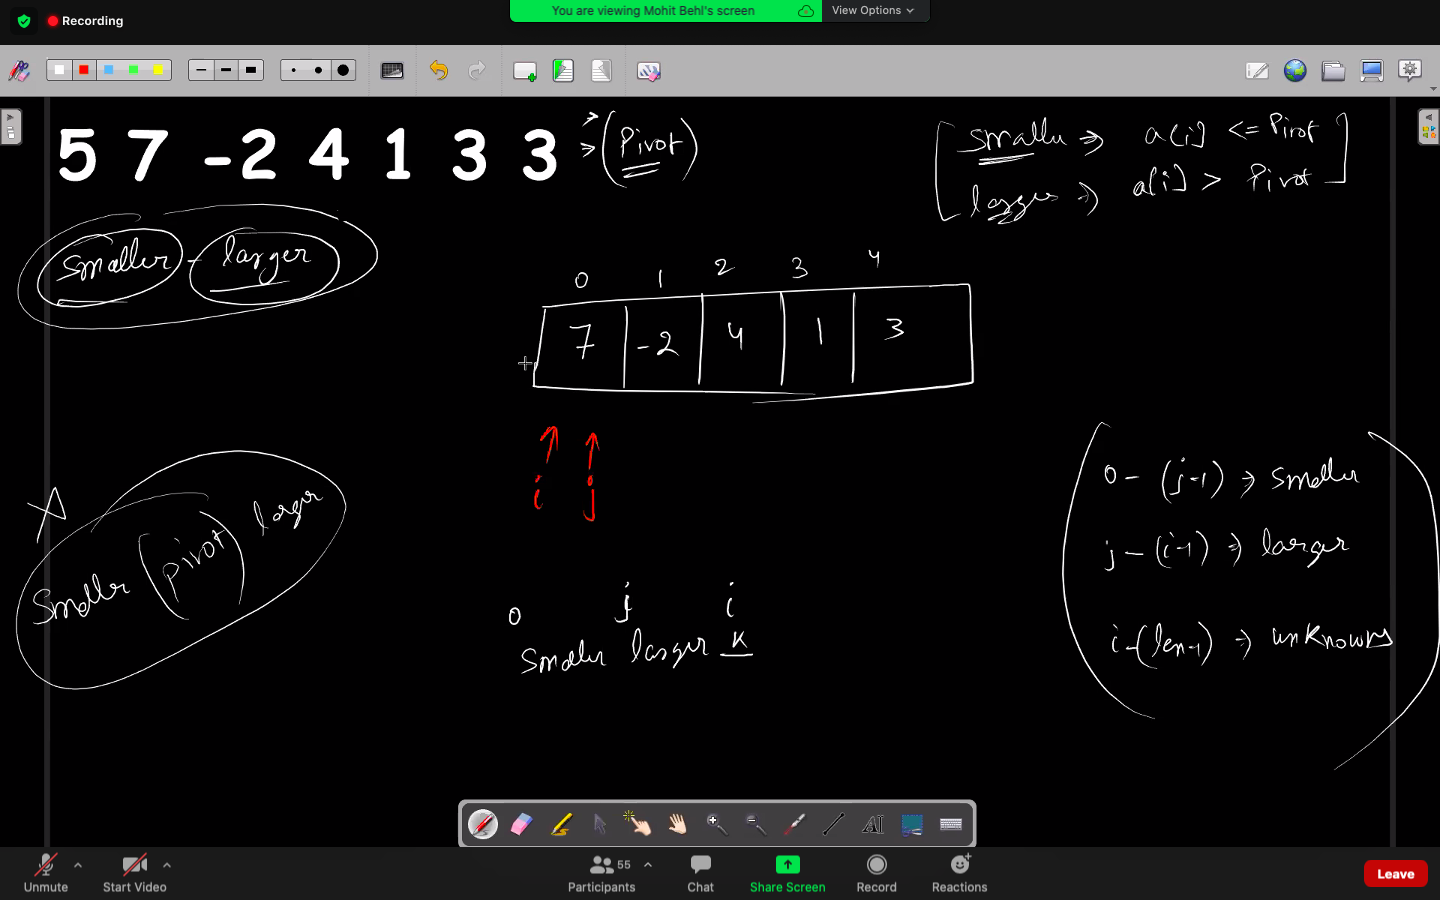 Recording
You are viewing Mohit Behl's screen
View Options
5 7 -2 4 1 3 3
(Pivot)
smaller => a[i] <= Pivot
larger => a[i] > Pivot
smaller - larger
0 1 2 3 4
7 -2 4 1 3
i j
smaller (pivot) larger
0 j i
smaller larger k
0 - (j-1) => smaller
j - (i-1) => larger
i - (len-1) => unknowns
AI
Unmute
Start Video
Participants
55
Chat
Share Screen
Record
Reactions
Leave